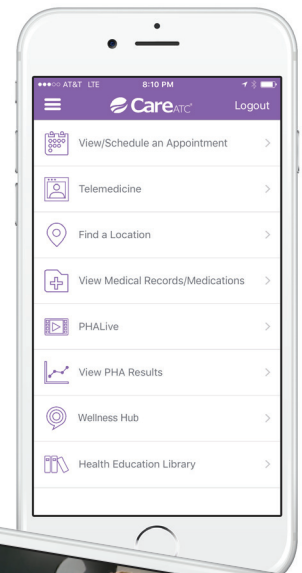 AT&T LTE 8:10 PM
CareATC Logout
View/Schedule an Appointment
Telemedicine
Find a Location
View Medical Records/Medications
PHALive
View PHA Results
Wellness Hub
Health Education Library